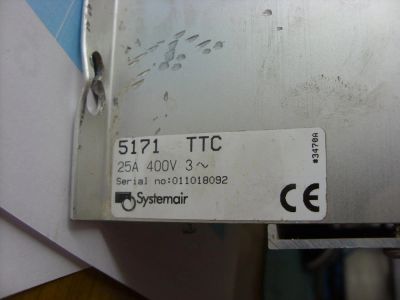 5171 TTC
25A 400V 3~
Serial no:011018092
Systemair
CE
#3470A